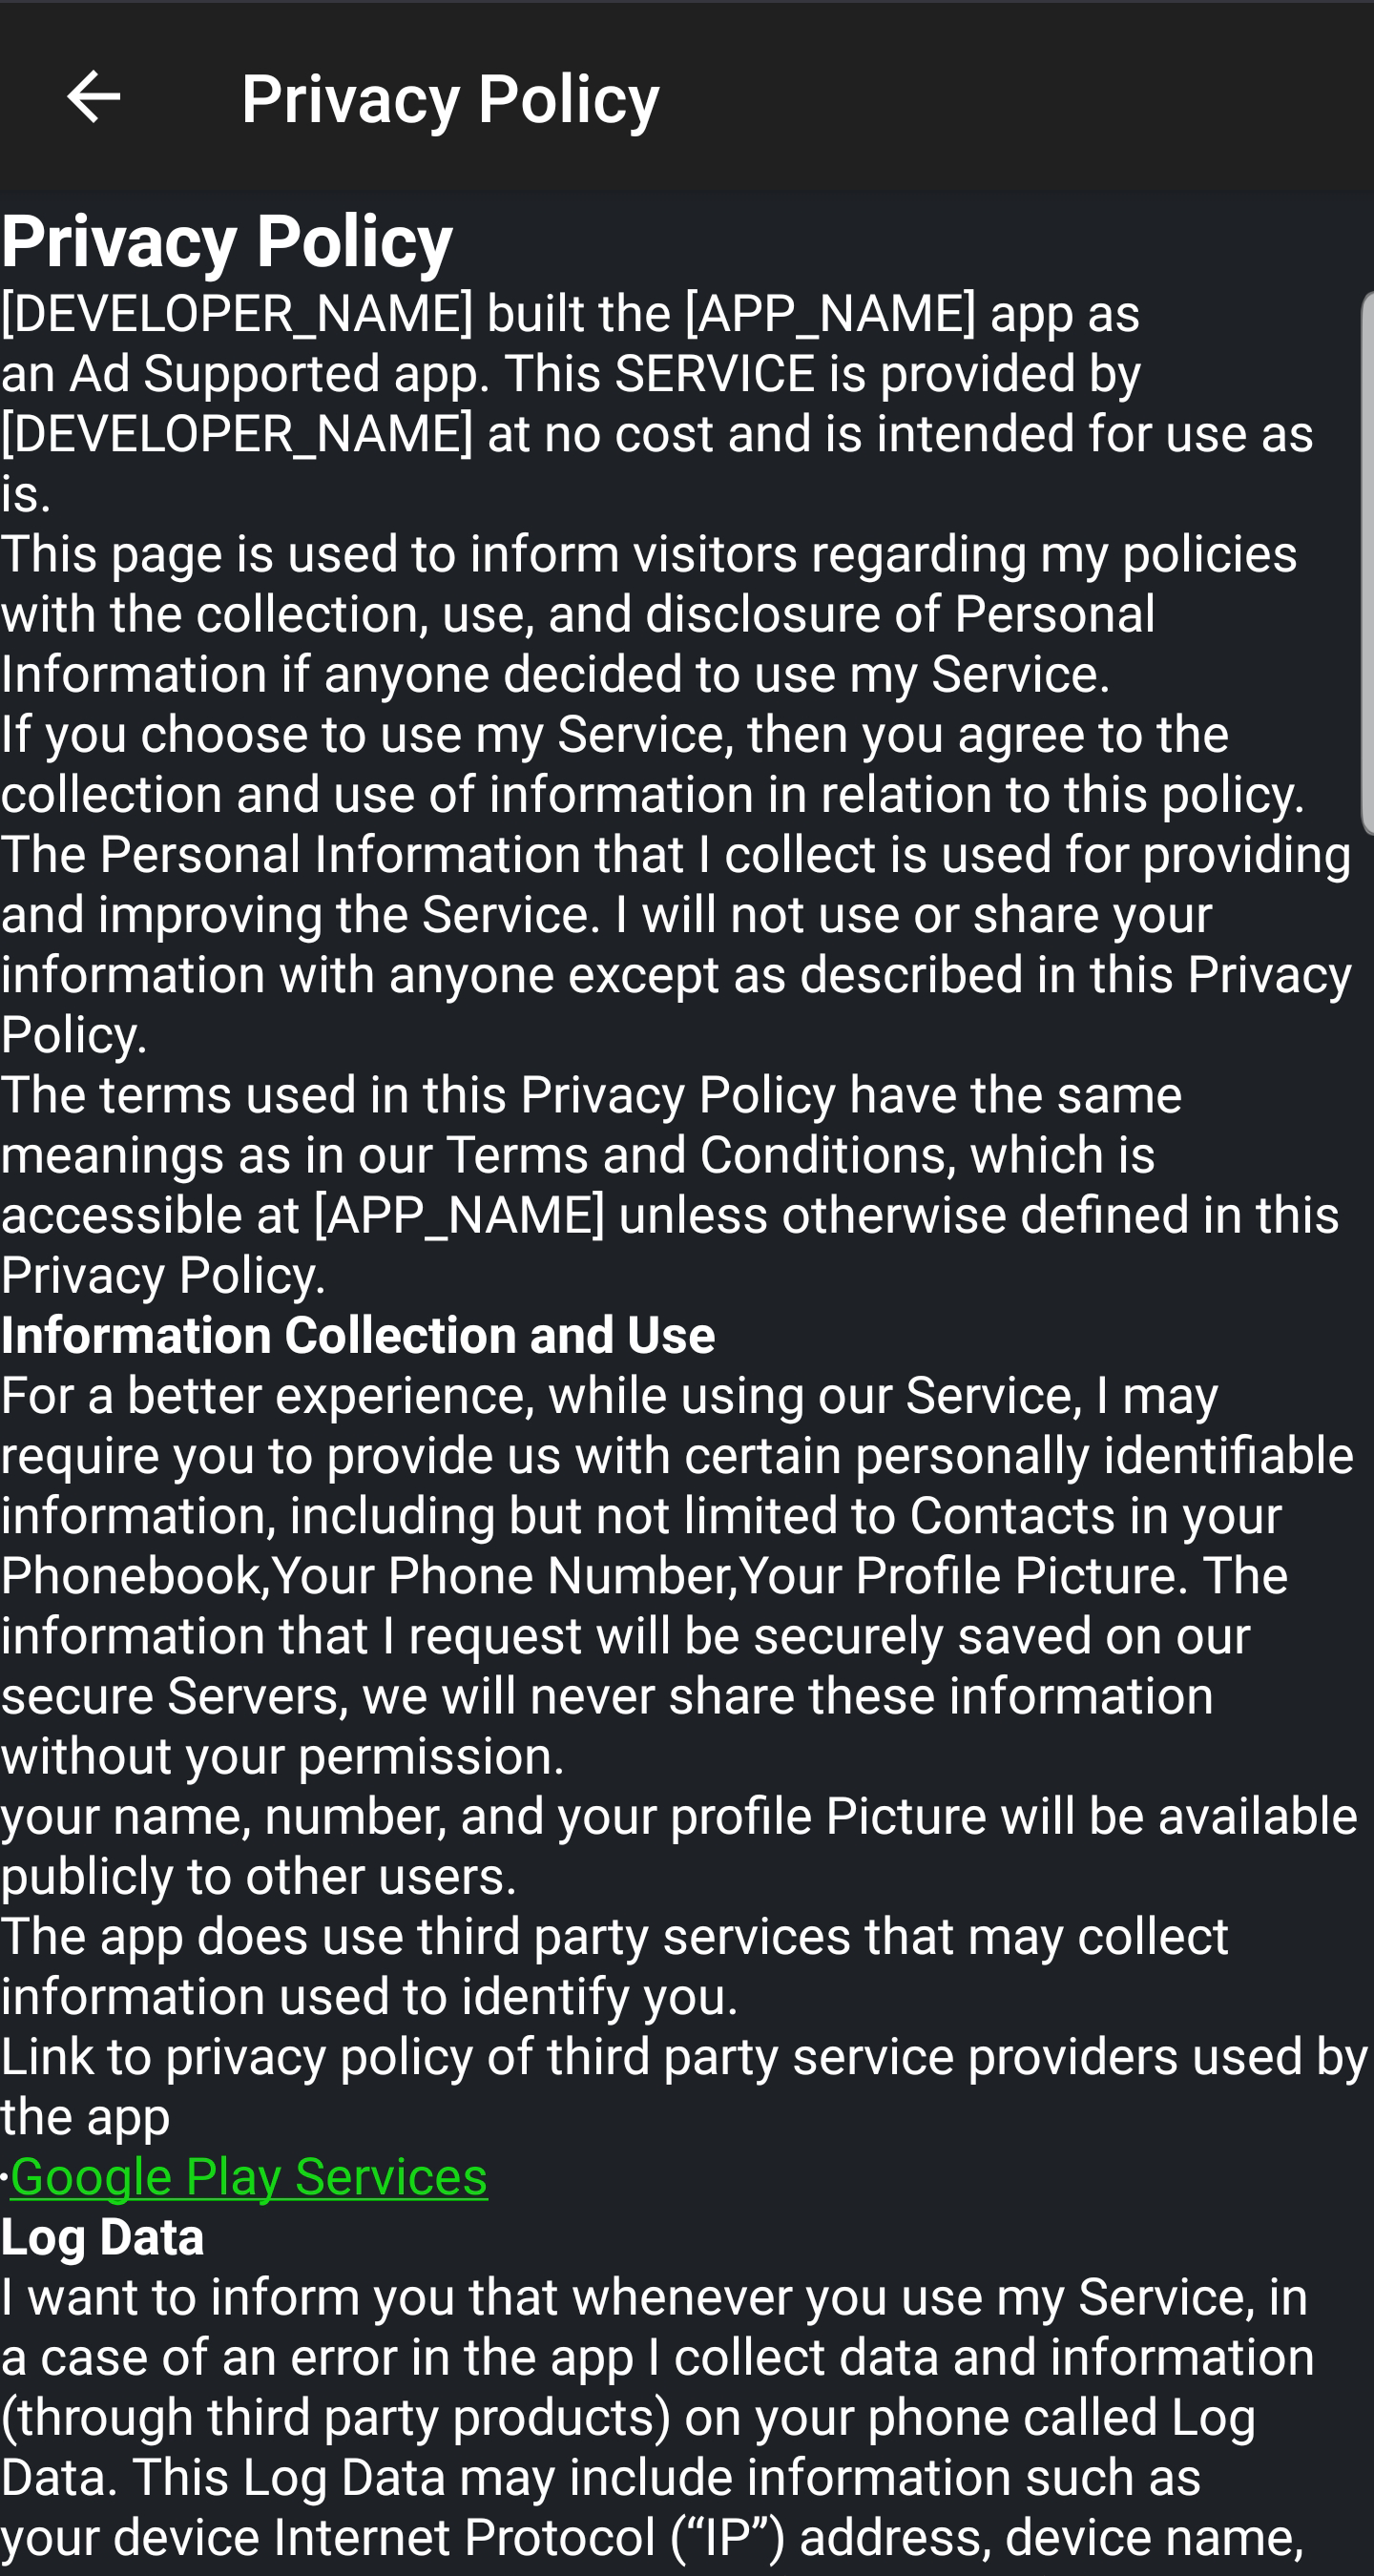 Privacy Policy
Privacy Policy
[DEVELOPER_NAME] built the [APP_NAME] app as
an Ad Supported app. This SERVICE is provided by
[DEVELOPER_NAME] at no cost and is intended for use as
is.
This page is used to inform visitors regarding my policies
with the collection, use, and disclosure of Personal
Information if anyone decided to use my Service.
If you choose to use my Service, then you agree to the
collection and use of information in relation to this policy.
The Personal Information that I collect is used for providing
and improving the Service. I will not use or share your
information with anyone except as described in this Privacy
Policy.
The terms used in this Privacy Policy have the same
meanings as in our Terms and Conditions, which is
accessible at [APP_NAME] unless otherwise defined in this
Privacy Policy.
Information Collection and Use
For a better experience, while using our Service, I may
require you to provide us with certain personally identifiable
information, including but not limited to Contacts in your
Phonebook,Your Phone Number,Your Profile Picture. The
information that I request will be securely saved on our
secure Servers, we will never share these information
without your permission.
your name, number, and your profile Picture will be available
publicly to other users.
The app does use third party services that may collect
information used to identify you.
Link to privacy policy of third party service providers used by
the app
·Google Play Services
Log Data
I want to inform you that whenever you use my Service, in
a case of an error in the app I collect data and information
(through third party products) on your phone called Log
Data. This Log Data may include information such as
your device Internet Protocol (“IP”) address, device name,